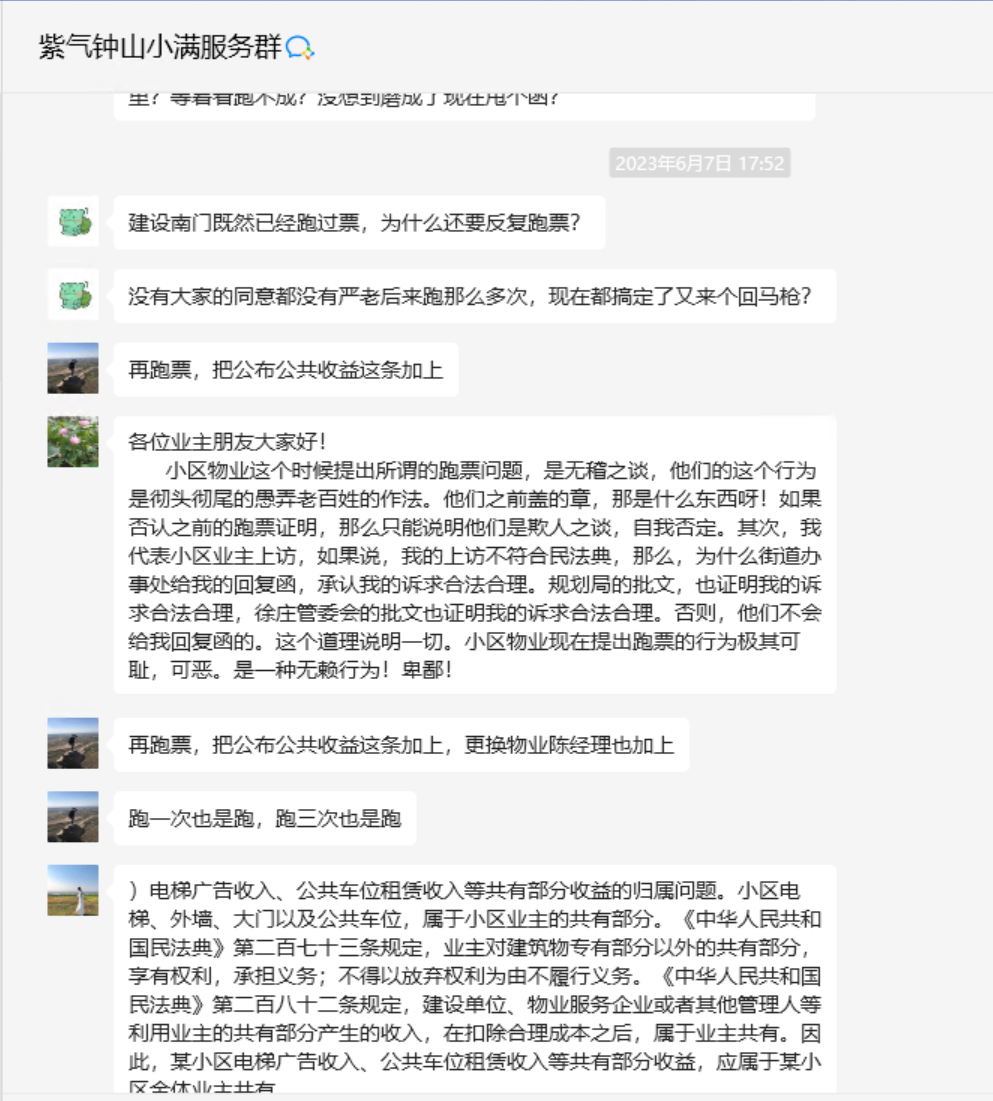 紫气钟山小满服务群
里？等着看跑不成？没想到磨成了现在甩个函？
2023年6月7日 17:52
建设南门既然已经跑过票，为什么还要反复跑票？
没有大家的同意都没有严老后来跑那么多次，现在都搞定了又来个回马枪？
再跑票，把公布公共收益这条加上
各位业主朋友大家好！
小区物业这个时候提出所谓的跑票问题，是无稽之谈，他们的这个行为
是彻头彻尾的愚弄老百姓的作法。他们之前盖的章，那是什么东西呀！如果
否认之前的跑票证明，那么只能说明他们是欺人之谈，自我否定。其次，我
代表小区业主上访，如果说，我的上访不符合民法典，那么，为什么街道办
事处给我的回复函，承认我的诉求合法合理。规划局的批文，也证明我的诉
求合法合理，徐庄管委会的批文也证明我的诉求合法合理。否则，他们不会
给我回复函的。这个道理说明一切。小区物业现在提出跑票的行为极其可
耻，可恶。是一种无赖行为！卑鄙！
再跑票，把公布公共收益这条加上，更换物业陈经理也加上
跑一次也是跑，跑三次也是跑
）电梯广告收入、公共车位租赁收入等共有部分收益的归属问题。小区电
梯、外墙、大门以及公共车位，属于小区业主的共有部分。《中华人民共和
国民法典》第二百七十三条规定，业主对建筑物专有部分以外的共有部分，
享有权利，承担义务；不得以放弃权利为由不履行义务。《中华人民共和国
民法典》第二百八十二条规定，建设单位、物业服务企业或者其他管理人等
利用业主的共有部分产生的收入，在扣除合理成本之后，属于业主共有。因
此，某小区电梯广告收入、公共车位租赁收入等共有部分收益，应属于某小
区全体业主共有